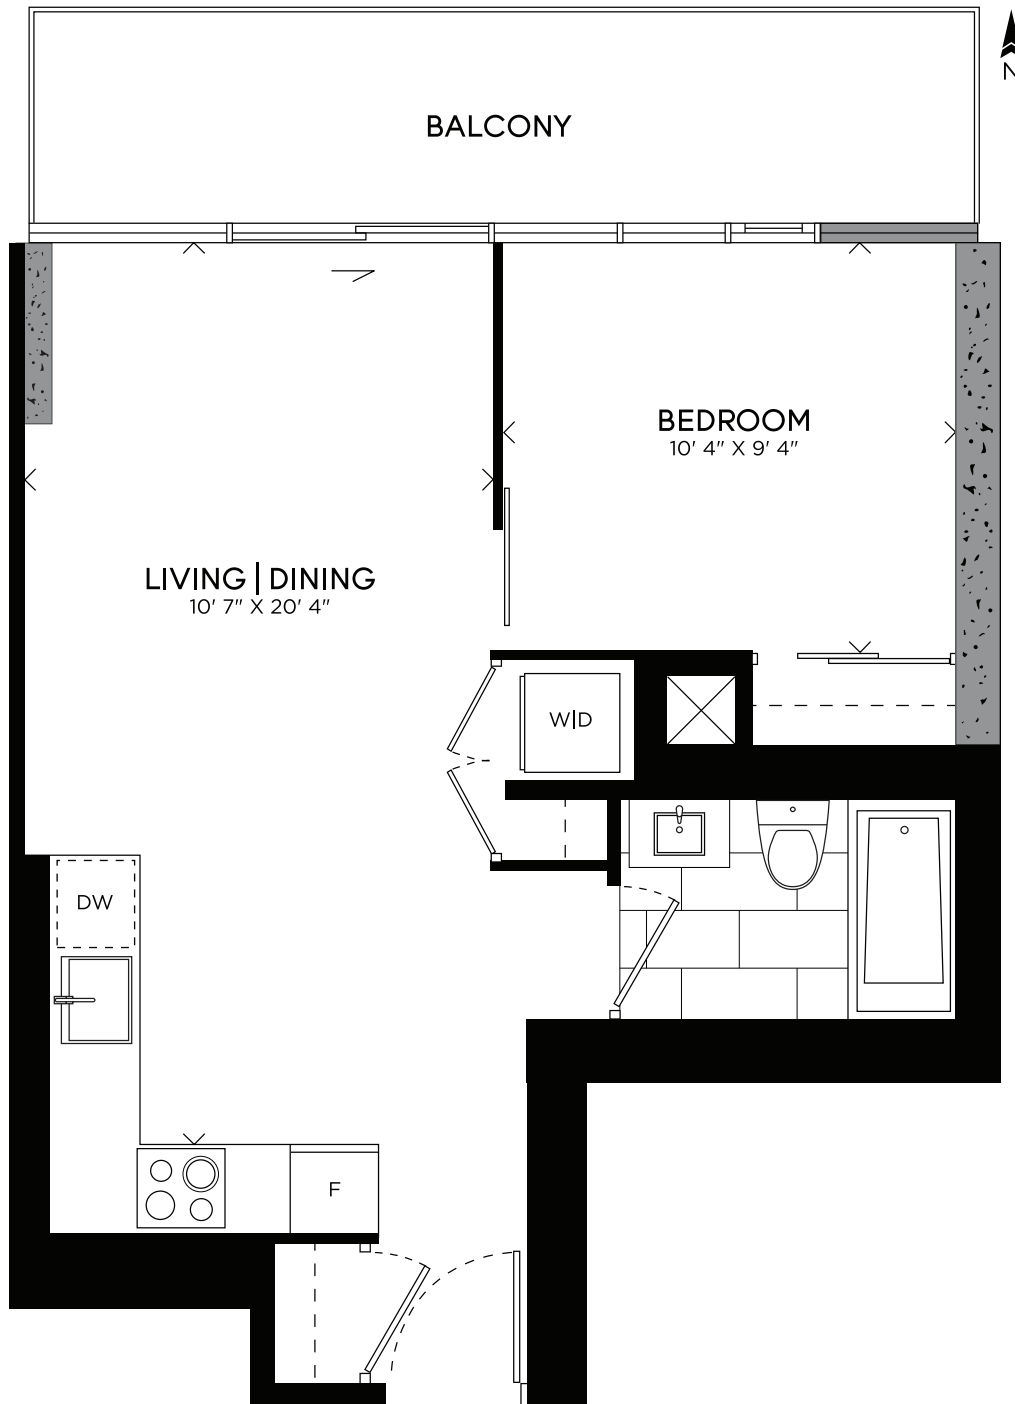 BALCONY
N
BEDROOM
10' 4" X 9' 4"
LIVING|DINING
10' 7" X 20' 4"
W|D
DW
F